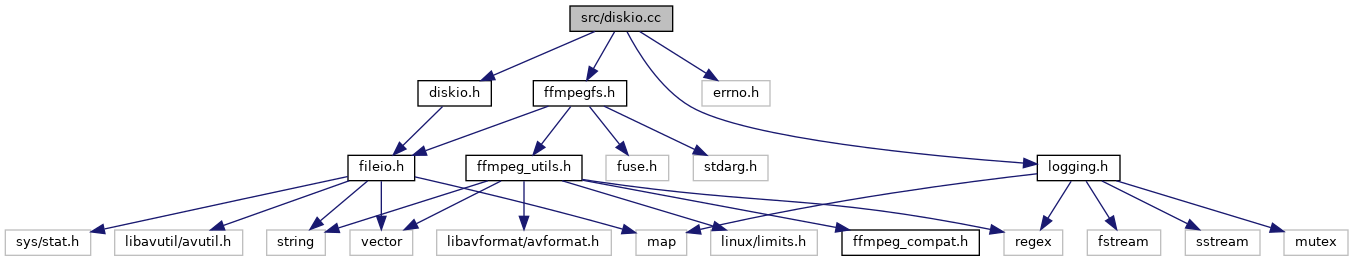 src/diskio.cc
diskio.h
ffmpegfs.h
errno.h
fileio.h
ffmpeg_utils.h
fuse.h
stdarg.h
logging.h
sys/stat.h
libavutil/avutil.h
string
vector
libavformat/avformat.h
map
linux/limits.h
ffmpeg_compat.h
regex
fstream
sstream
mutex